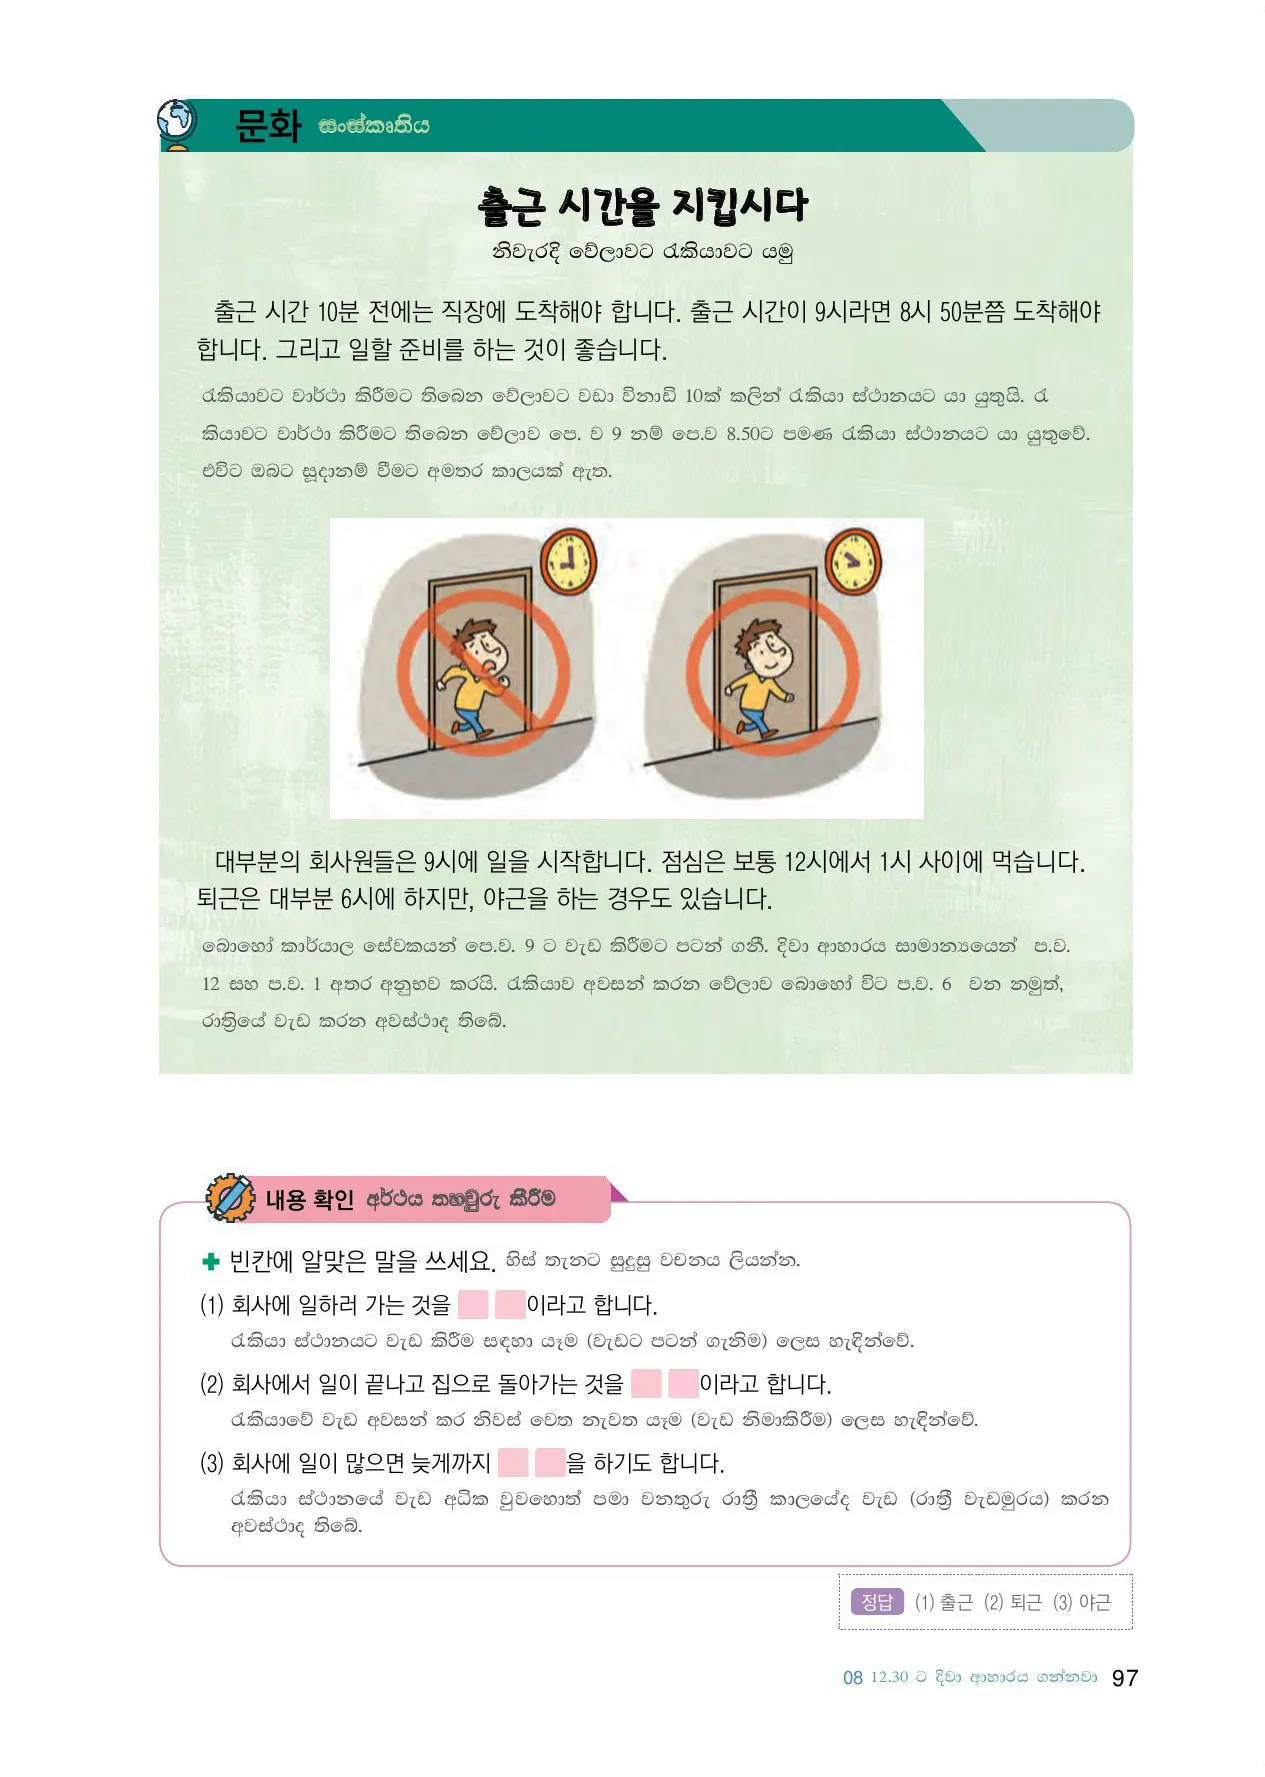 문화 සංස්කෘතිය
출근 시간을 지킵시다
නිවැරදි වේලාවට රැකියාවට යමු
출근 시간 10분 전에는 직장에 도착해야 합니다. 출근 시간이 9시라면 8시 50분쯤 도착해야
합니다. 그리고 일할 준비를 하는 것이 좋습니다.
රැකියාවට වාර්ථා කිරීමට තිබෙන වේලාවට වඩා විනාඩි 10ක් කලින් රැකියා ස්ථානයට යා යුතුයි. රැ
කියාවට වාර්ථා කිරීමට තිබෙන වේලාව පෙ. ව 9 නම් පෙ.ව 8.50ට පමණ රැකියා ස්ථානයට යා යුතුවේ.
එවිට ඔබට සූදානම් වීමට අමතර කාලයක් ඇත.
대부분의 회사원들은 9시에 일을 시작합니다. 점심은 보통 12시에서 1시 사이에 먹습니다.
퇴근은 대부분 6시에 하지만, 야근을 하는 경우도 있습니다.
බොහෝ කාර්යාල සේවකයන් පෙ.ව. 9 ට වැඩ කිරීමට පටන් ගනී. දිවා ආහාරය සාමාන්‍යයෙන් ප.ව.
12 සහ ප.ව. 1 අතර අනුභව කරයි. රැකියාව අවසන් කරන වේලාව බොහෝ විට ප.ව. 6 වන නමුත්,
රාත්‍රියේ වැඩ කරන අවස්ථාද තිබේ.
내용 확인 අර්ථය තහවුරු කිරීම
빈칸에 알맞은 말을 쓰세요. හිස් තැනට සුදුසු වචනය ලියන්න.
(1) 회사에 일하러 가는 것을 이라고 합니다.
රැකියා ස්ථානයට වැඩ කිරීම සඳහා යෑම (වැඩට පටන් ගැනිම) ලෙස හැඳින්වේ.
(2) 회사에서 일이 끝나고 집으로 돌아가는 것을 이라고 합니다.
රැකියාවේ වැඩ අවසන් කර නිවස් වෙත නැවත යෑම (වැඩ නිමාකිරීම) ලෙස හැඳින්වේ.
(3) 회사에 일이 많으면 늦게까지 을 하기도 합니다.
රැකියා ස්ථානයේ වැඩ අධික වුවහොත් පමා වනතුරු රාත්‍රී කාලයේද වැඩ (රාත්‍රී වැඩමුරය) කරන
අවස්ථාද තිබේ.
정답 (1) 출근 (2) 퇴근 (3) 야근
08 12.30 ට දිවා ආහාරය ගන්නවා 97